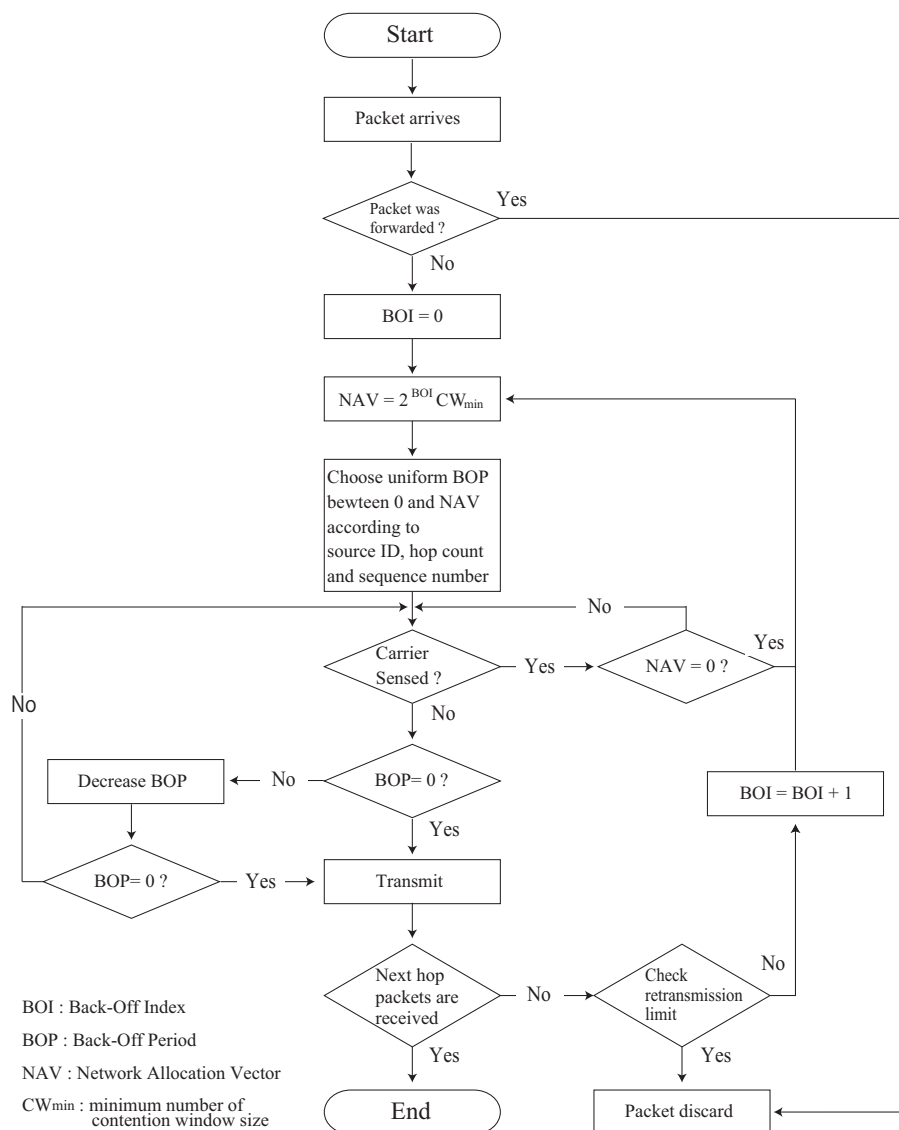 Start
Packet arrives
Packet was
forwarded ?
Yes
No
BOI = 0
NAV = 2^BOI CWmin
Choose uniform BOP
bewteen 0 and NAV
according to
source ID, hop count
and sequence number
No
Carrier
Sensed ?
Yes
NAV = 0 ?
Yes
No
No
Decrease BOP
No
BOP= 0 ?
BOI = BOI + 1
Yes
BOP= 0 ?
Yes
Transmit
Next hop
packets are
received
No
Check
retransmission
limit
No
Yes
Yes
End
Packet discard
BOI : Back-Off Index
BOP : Back-Off Period
NAV : Network Allocation Vector
CWmin : minimum number of
contention window size